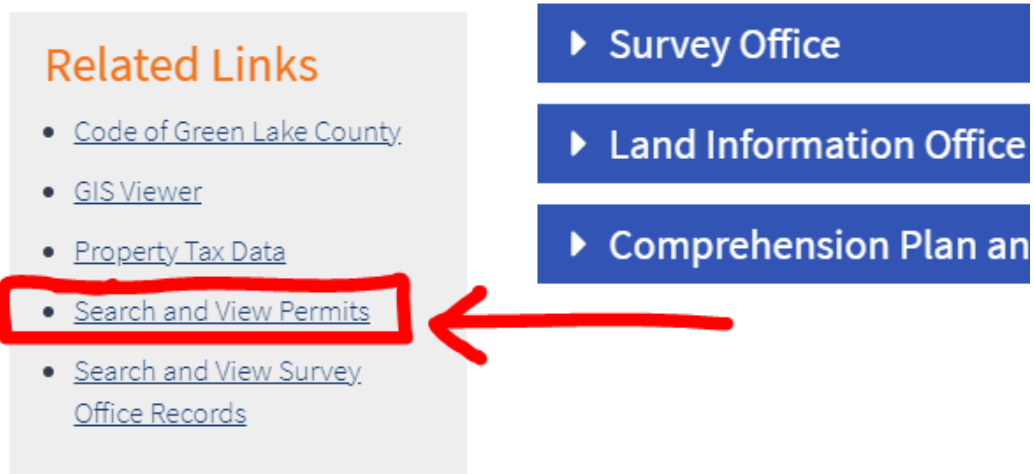 Related Links
Code of Green Lake County
GIS Viewer
Property Tax Data
Search and View Permits
Search and View Survey
Office Records
Survey Office
Land Information Office
Comprehension Plan an